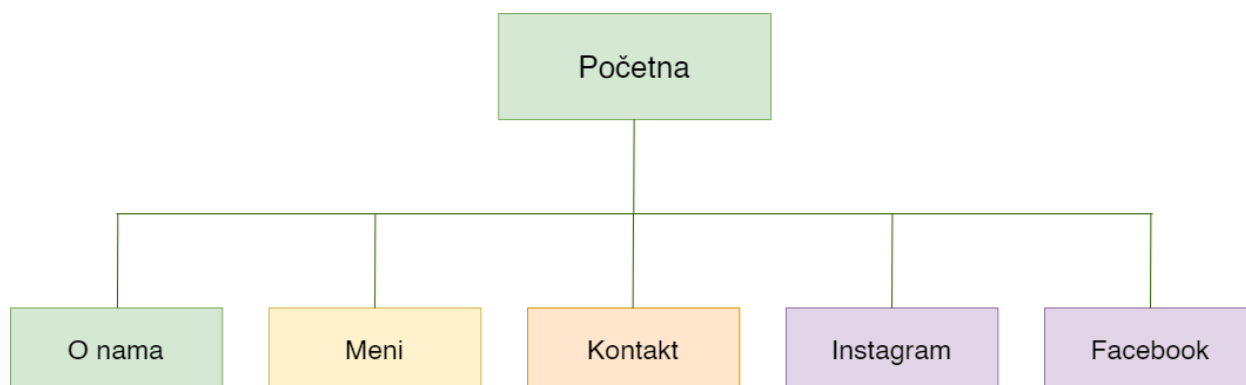 Početna
O nama
Meni
Kontakt
Instagram
Facebook